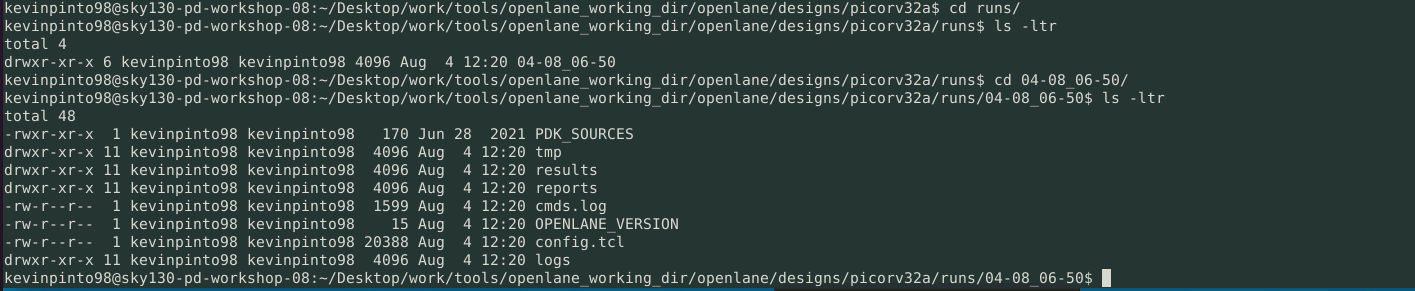 kevinpinto98@sky130-pd-workshop-08:~/Desktop/work/tools/openlane_working_dir/openlane/designs/picorv32a$ cd runs/
kevinpinto98@sky130-pd-workshop-08:~/Desktop/work/tools/openlane_working_dir/openlane/designs/picorv32a/runs$ ls -ltr
total 4
drwxr-xr-x 6 kevinpinto98 kevinpinto98 4096 Aug  4 12:20 04-08_06-50
kevinpinto98@sky130-pd-workshop-08:~/Desktop/work/tools/openlane_working_dir/openlane/designs/picorv32a/runs$ cd 04-08_06-50/
kevinpinto98@sky130-pd-workshop-08:~/Desktop/work/tools/openlane_working_dir/openlane/designs/picorv32a/runs/04-08_06-50$ ls -ltr
total 48
-rwxr-xr-x  1 kevinpinto98 kevinpinto98   170 Jun 28  2021 PDK_SOURCES
drwxr-xr-x 11 kevinpinto98 kevinpinto98  4096 Aug  4 12:20 tmp
drwxr-xr-x 11 kevinpinto98 kevinpinto98  4096 Aug  4 12:20 results
drwxr-xr-x 11 kevinpinto98 kevinpinto98  4096 Aug  4 12:20 reports
-rw-r--r--  1 kevinpinto98 kevinpinto98  1599 Aug  4 12:20 cmds.log
-rw-r--r--  1 kevinpinto98 kevinpinto98    15 Aug  4 12:20 OPENLANE_VERSION
-rw-r--r--  1 kevinpinto98 kevinpinto98 20388 Aug  4 12:20 config.tcl
drwxr-xr-x 11 kevinpinto98 kevinpinto98  4096 Aug  4 12:20 logs
kevinpinto98@sky130-pd-workshop-08:~/Desktop/work/tools/openlane_working_dir/openlane/designs/picorv32a/runs/04-08_06-50$